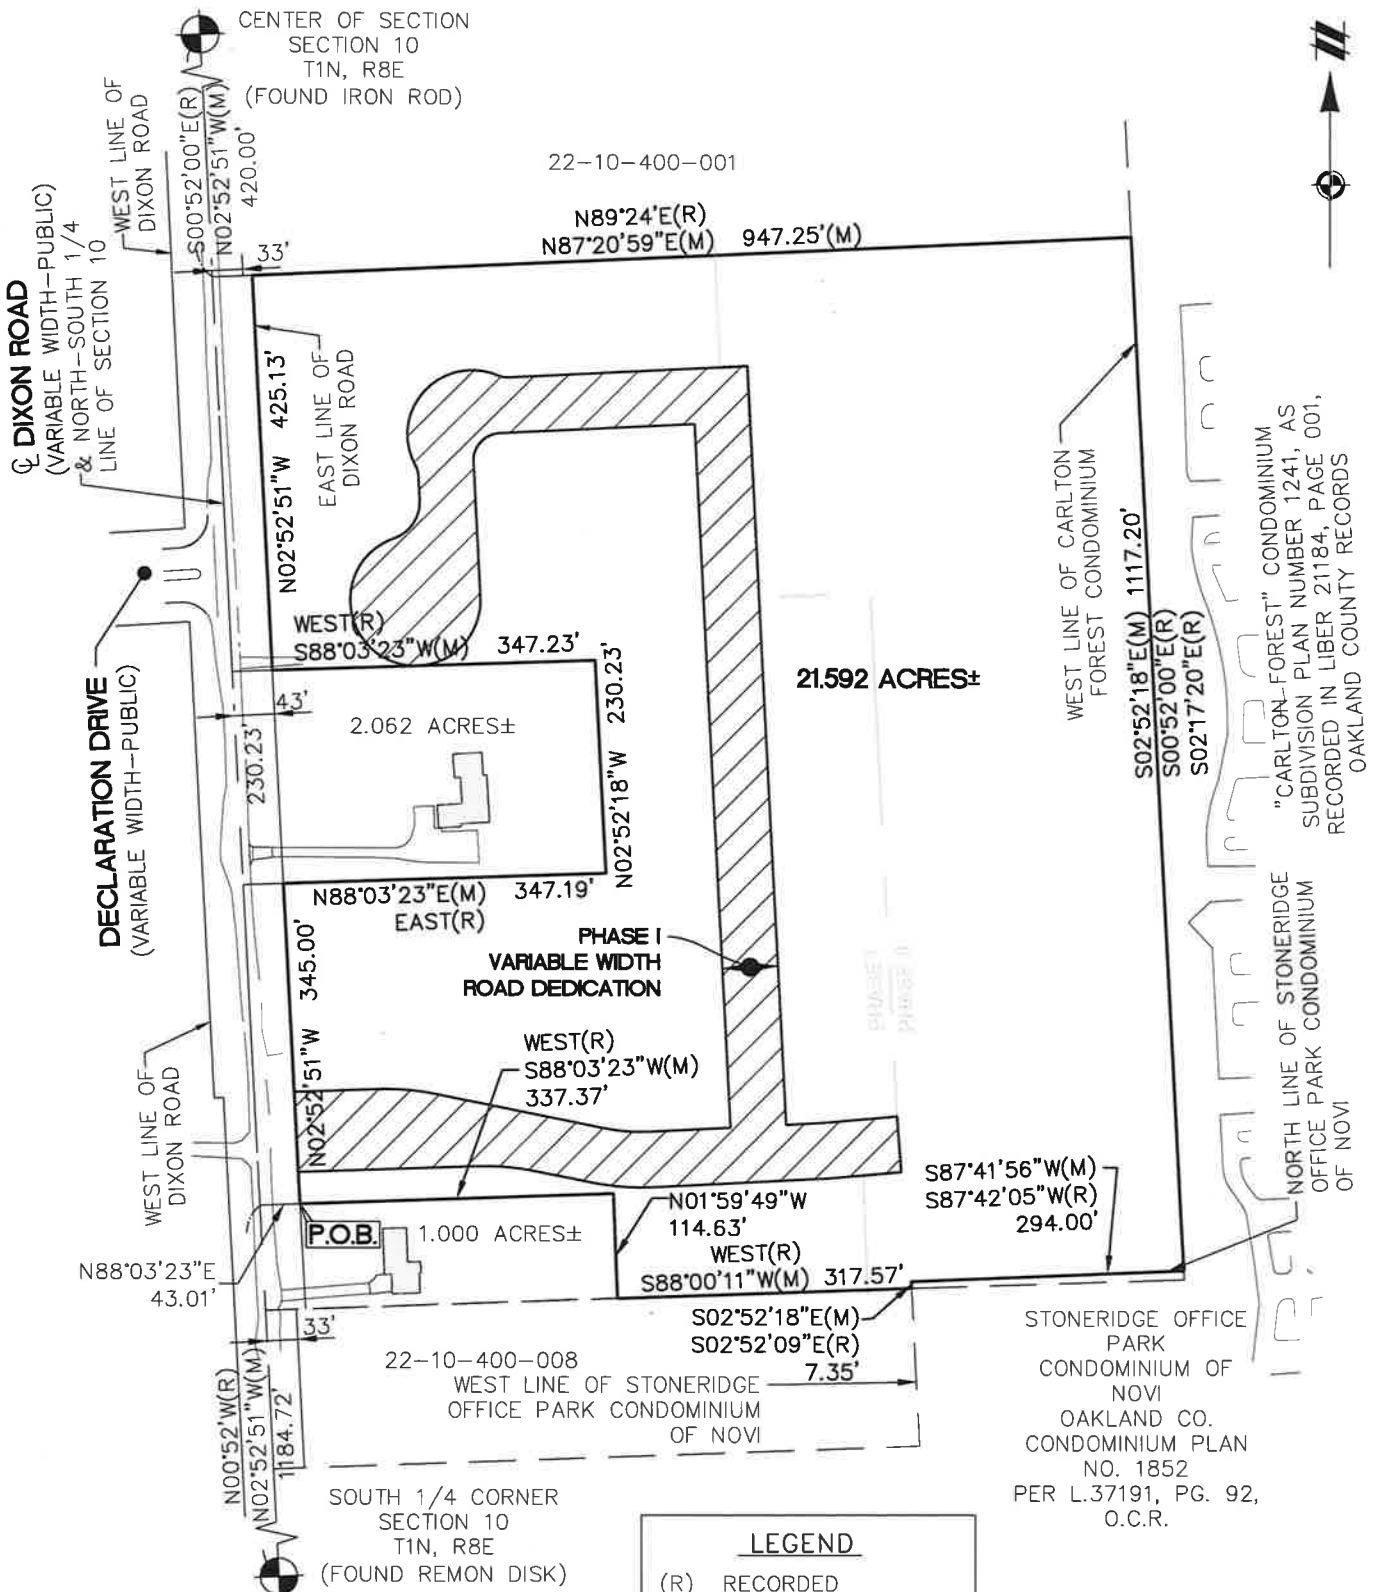 CENTER OF SECTION
SECTION 10
T1N, R8E
(FOUND IRON ROD)
WEST LINE OF
DIXON ROAD
S00°52'00"E(R)
N02°52'51"W(M)
420.00'
22-10-400-001
N89°24'E(R)
N87°20'59"E(M) 947.25'(M)
33'
℄ DIXON ROAD
(VARIABLE WIDTH-PUBLIC)
& NORTH-SOUTH 1/4
LINE OF SECTION 10
N02°52'51"W 425.13'
EAST LINE OF
DIXON ROAD
WEST LINE OF CARLTON
FOREST CONDOMINIUM
S02°52'18"E(M) 1117.20'
S00°52'00"E(R)
S02°17'20"E(R)
"CARLTON FOREST" CONDOMINIUM
SUBDIVISION PLAN NUMBER 1241, AS
RECORDED IN LIBER 21184, PAGE 001,
OAKLAND COUNTY RECORDS
DECLARATION DRIVE
(VARIABLE WIDTH-PUBLIC)
WEST(R)
S88°03'23"W(M) 347.23'
43'
230.23'
2.062 ACRES±
N02°52'18"W 230.23'
21.592 ACRES±
N88°03'23"E(M) 347.19'
EAST(R)
PHASE I
VARIABLE WIDTH
ROAD DEDICATION
PHASE I
PHASE II
N02°52'51"W 345.00'
WEST(R)
S88°03'23"W(M)
337.37'
WEST LINE OF
DIXON ROAD
NORTH LINE OF STONERIDGE
OFFICE PARK CONDOMINIUM
OF NOVI
S87°41'56"W(M)
S87°42'05"W(R)
294.00'
N01°59'49"W
114.63'
P.O.B.
1.000 ACRES±
WEST(R)
S88°00'11"W(M) 317.57'
N88°03'23"E
43.01'
S02°52'18"E(M)
S02°52'09"E(R)
7.35'
33'
22-10-400-008
WEST LINE OF STONERIDGE
OFFICE PARK CONDOMINIUM
OF NOVI
STONERIDGE OFFICE
PARK
CONDOMINIUM OF
NOVI
OAKLAND CO.
CONDOMINIUM PLAN
NO. 1852
PER L.37191, PG. 92,
O.C.R.
N00°52'W(R)
N02°52'51"W(M)
1184.72'
SOUTH 1/4 CORNER
SECTION 10
T1N, R8E
(FOUND REMON DISK)
LEGEND
(R) RECORDED